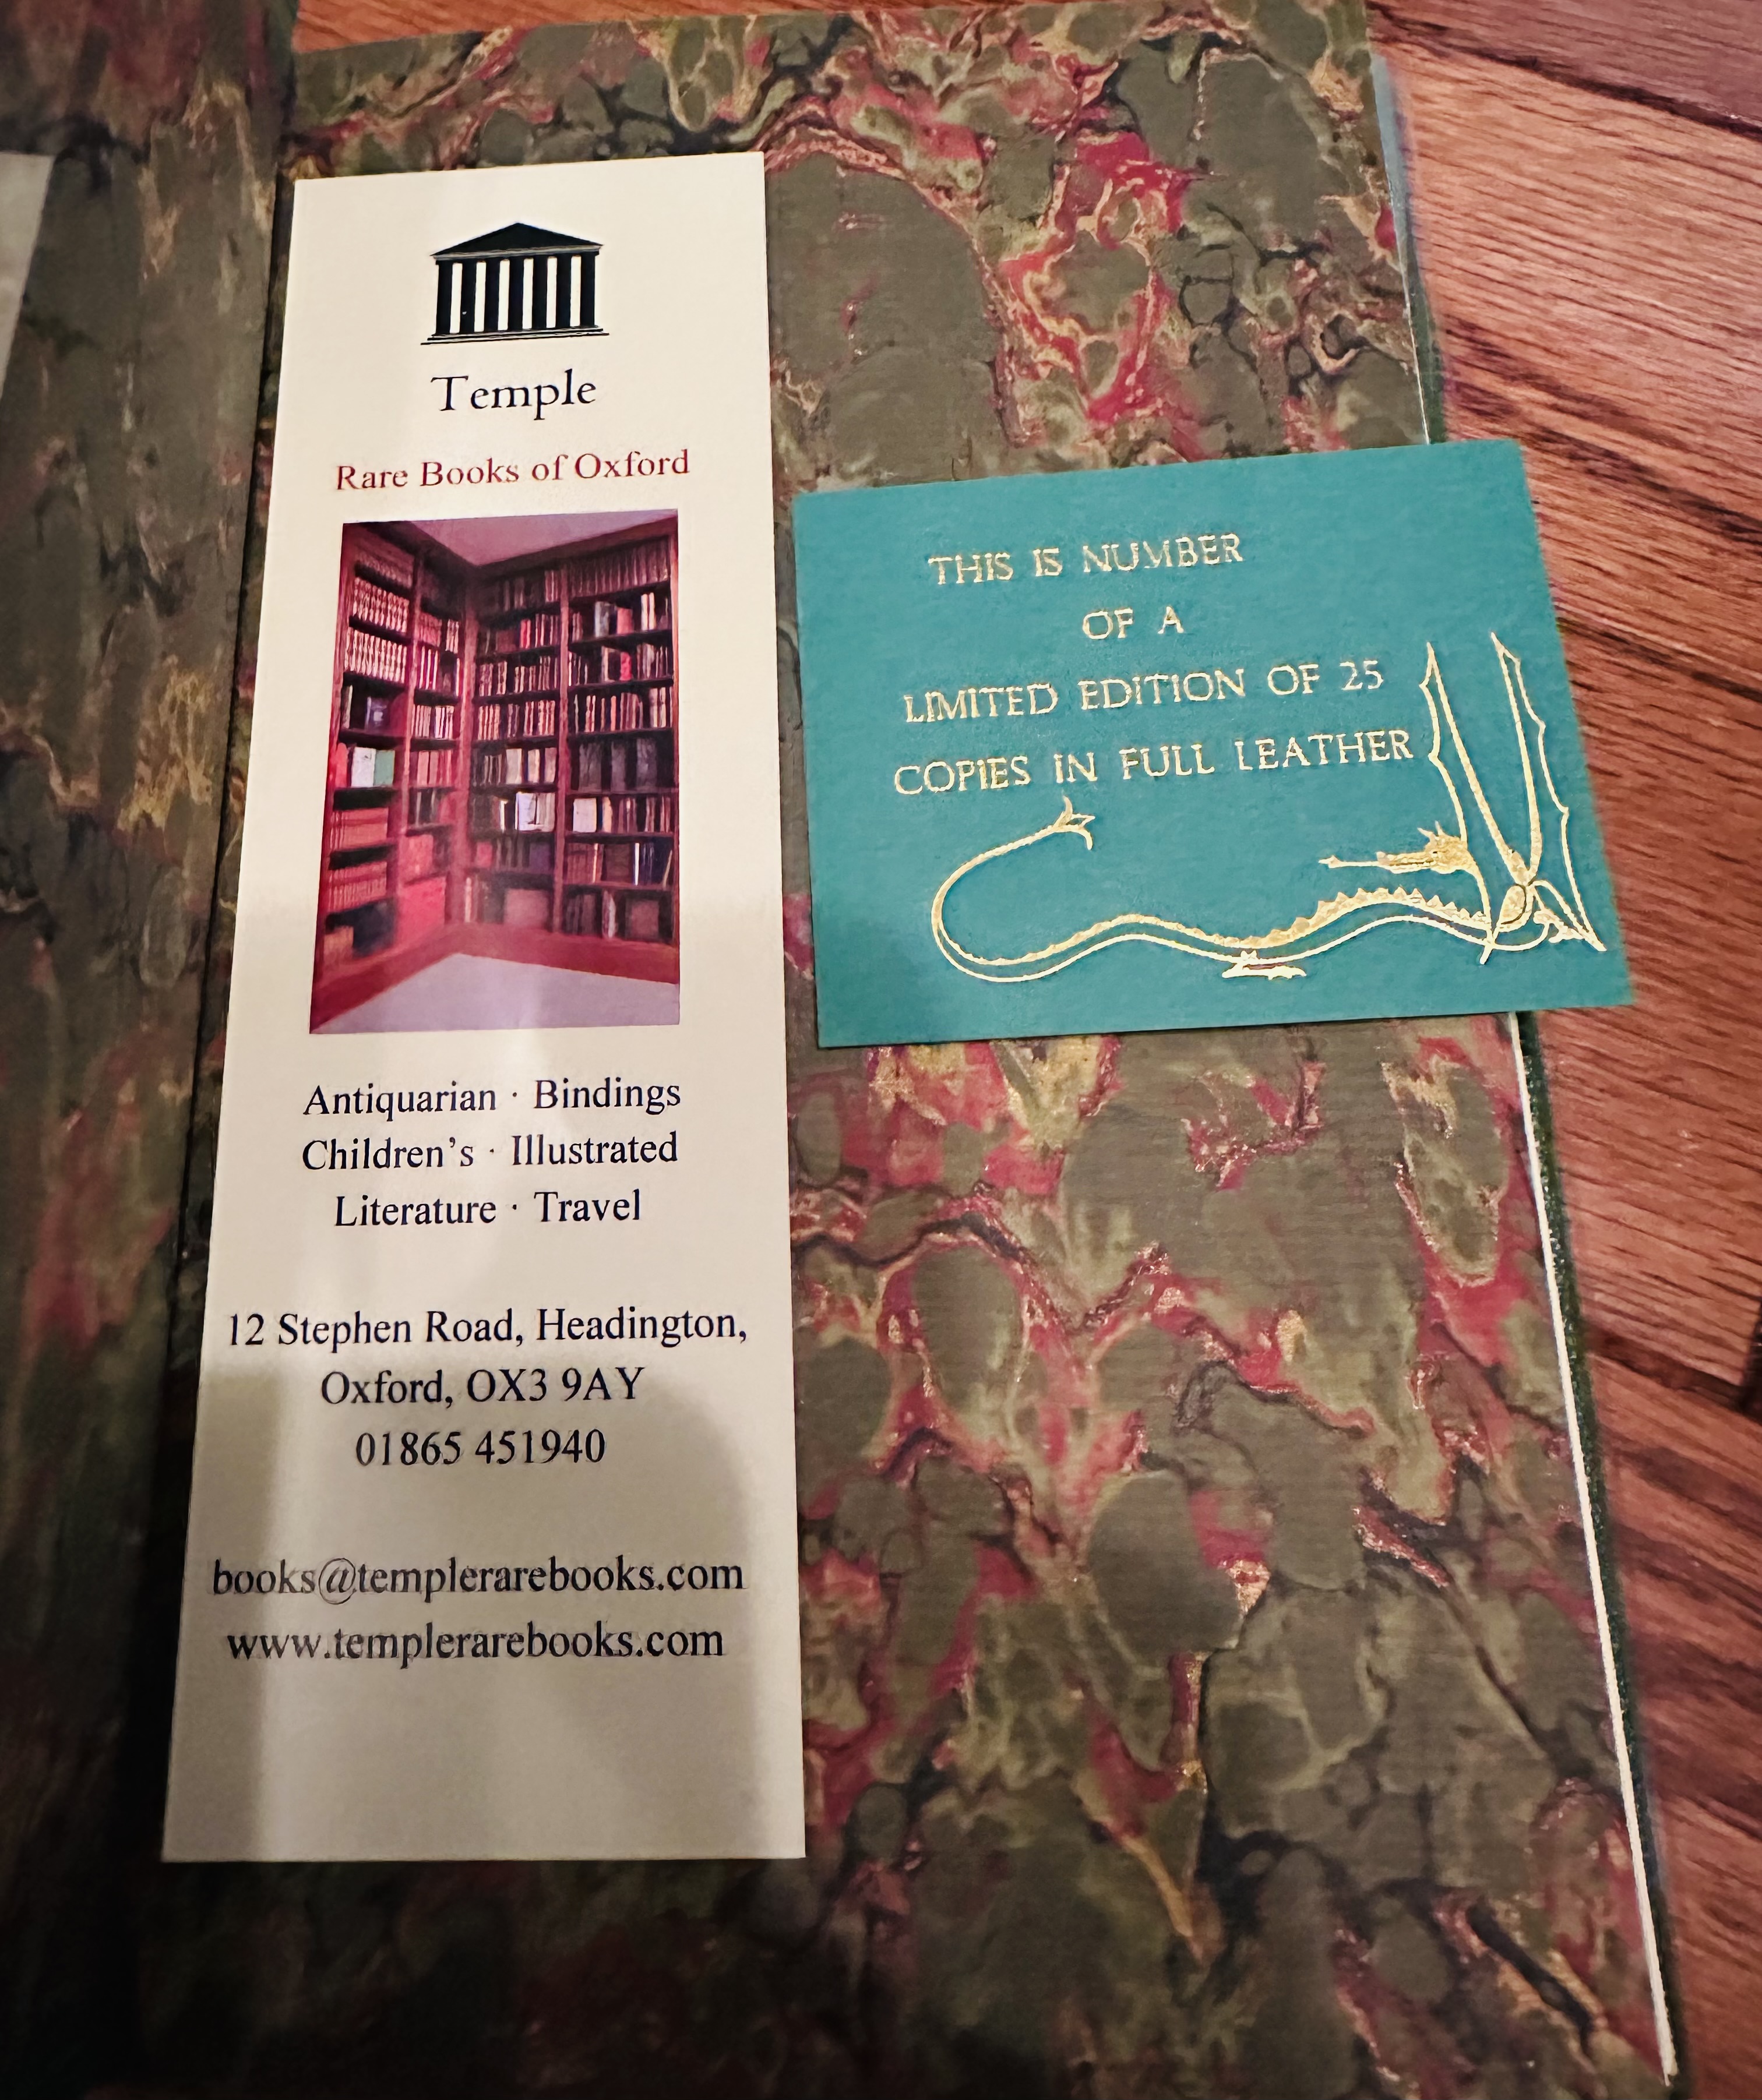 Temple
Rare Books of Oxford
Antiquarian · Bindings
Children's · Illustrated
Literature · Travel
12 Stephen Road, Headington,
Oxford, OX3 9AY
01865 451940
books@templerarebooks.com
www.templerarebooks.com
THIS IS NUMBER
OF A
LIMITED EDITION OF 25
COPIES IN FULL LEATHER